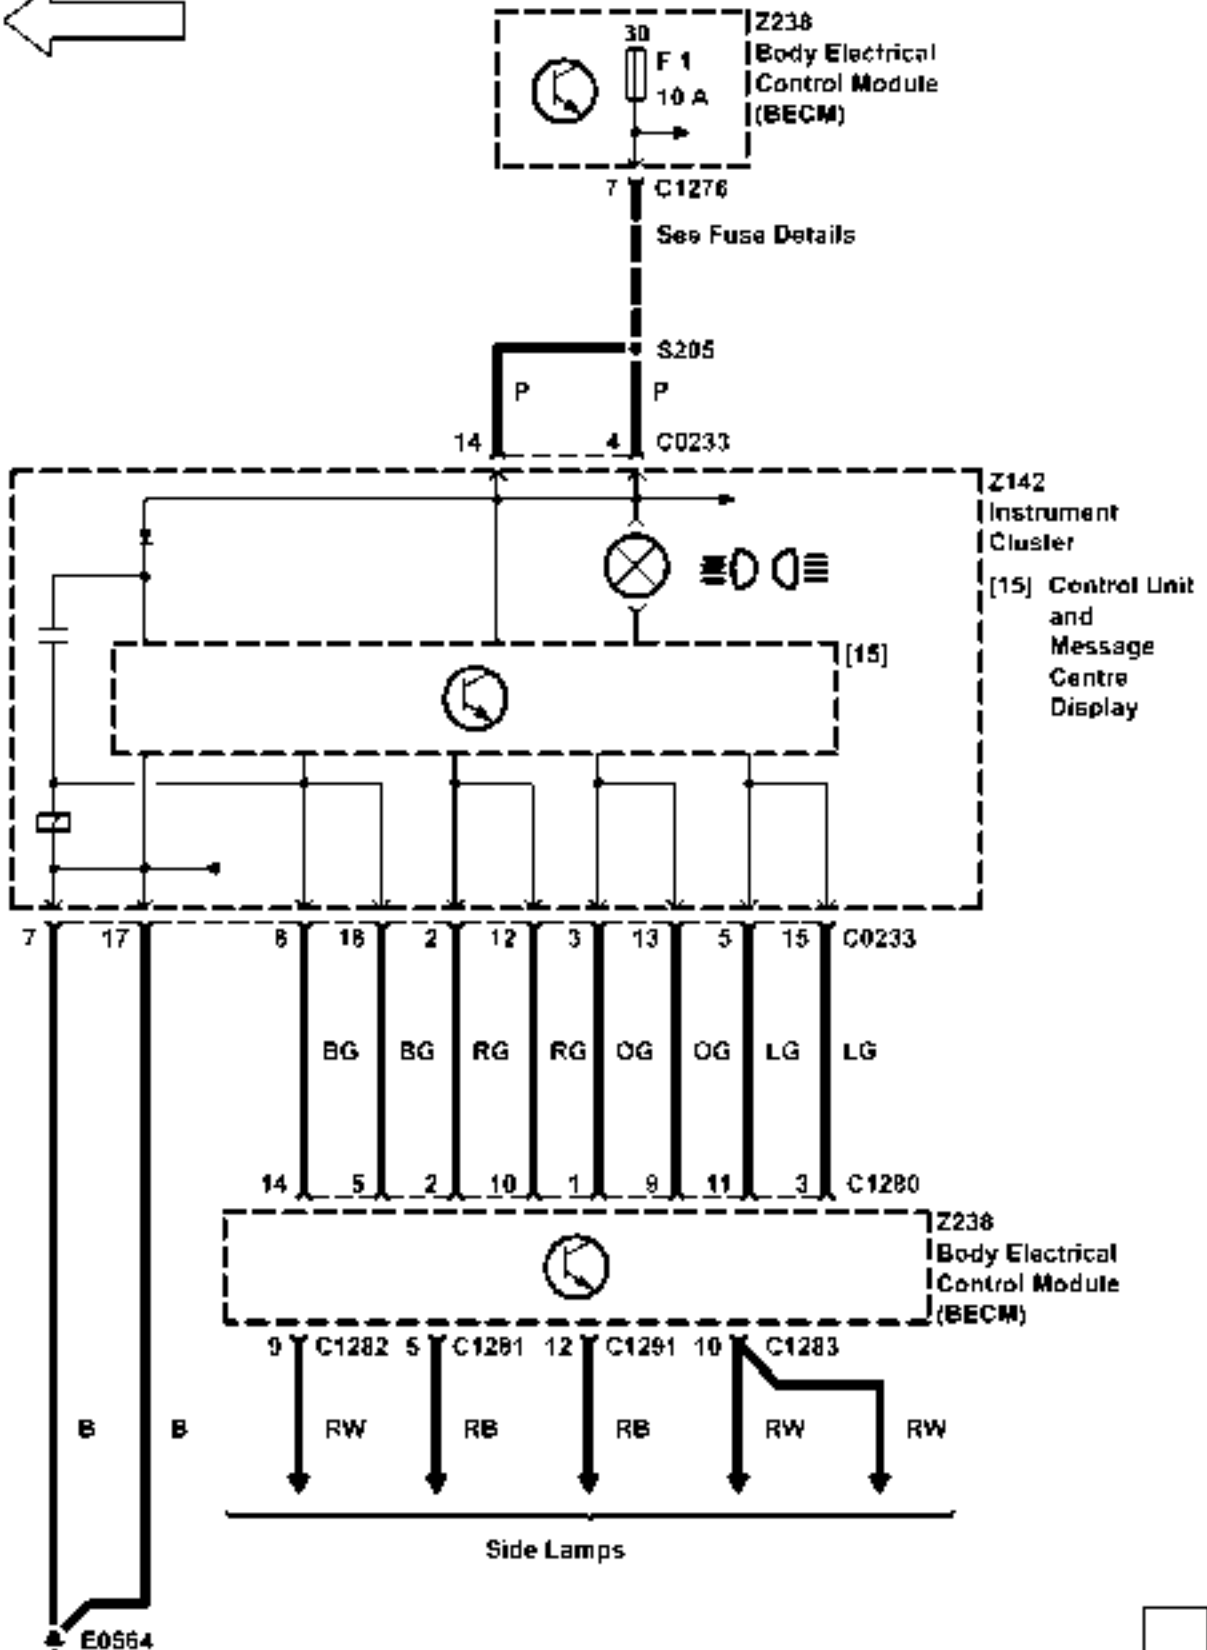 Z238
30
Body Electrical
F 1
Control Module
10 A
(BECM)
7 C1276
See Fuse Details
S205
P P
14 4 C0233
Z142
Instrument
Cluster
[15] Control Unit
and
Message
Centre
Display
[15]
7 17 8 18 2 12 3 13 5 15 C0233
BG BG RG RG OG OG LG LG
14 5 2 10 1 9 11 3 C1280
Z238
Body Electrical
Control Module
(BECM)
9 C1282 5 C1281 12 C1291 10 C1283
B B RW RB RB RW RW
Side Lamps
E0564